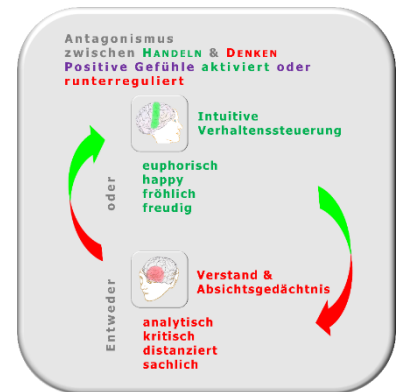 Antagonismus
zwischen HANDELN & DENKEN
Positive Gefühle aktiviert oder
runterreguliert
Intuitive
Verhaltenssteuerung
euphorisch
happy
fröhlich
freudig
oder
Verstand &
Absichtsgedächtnis
analytisch
kritisch
distanziert
sachlich
Entweder